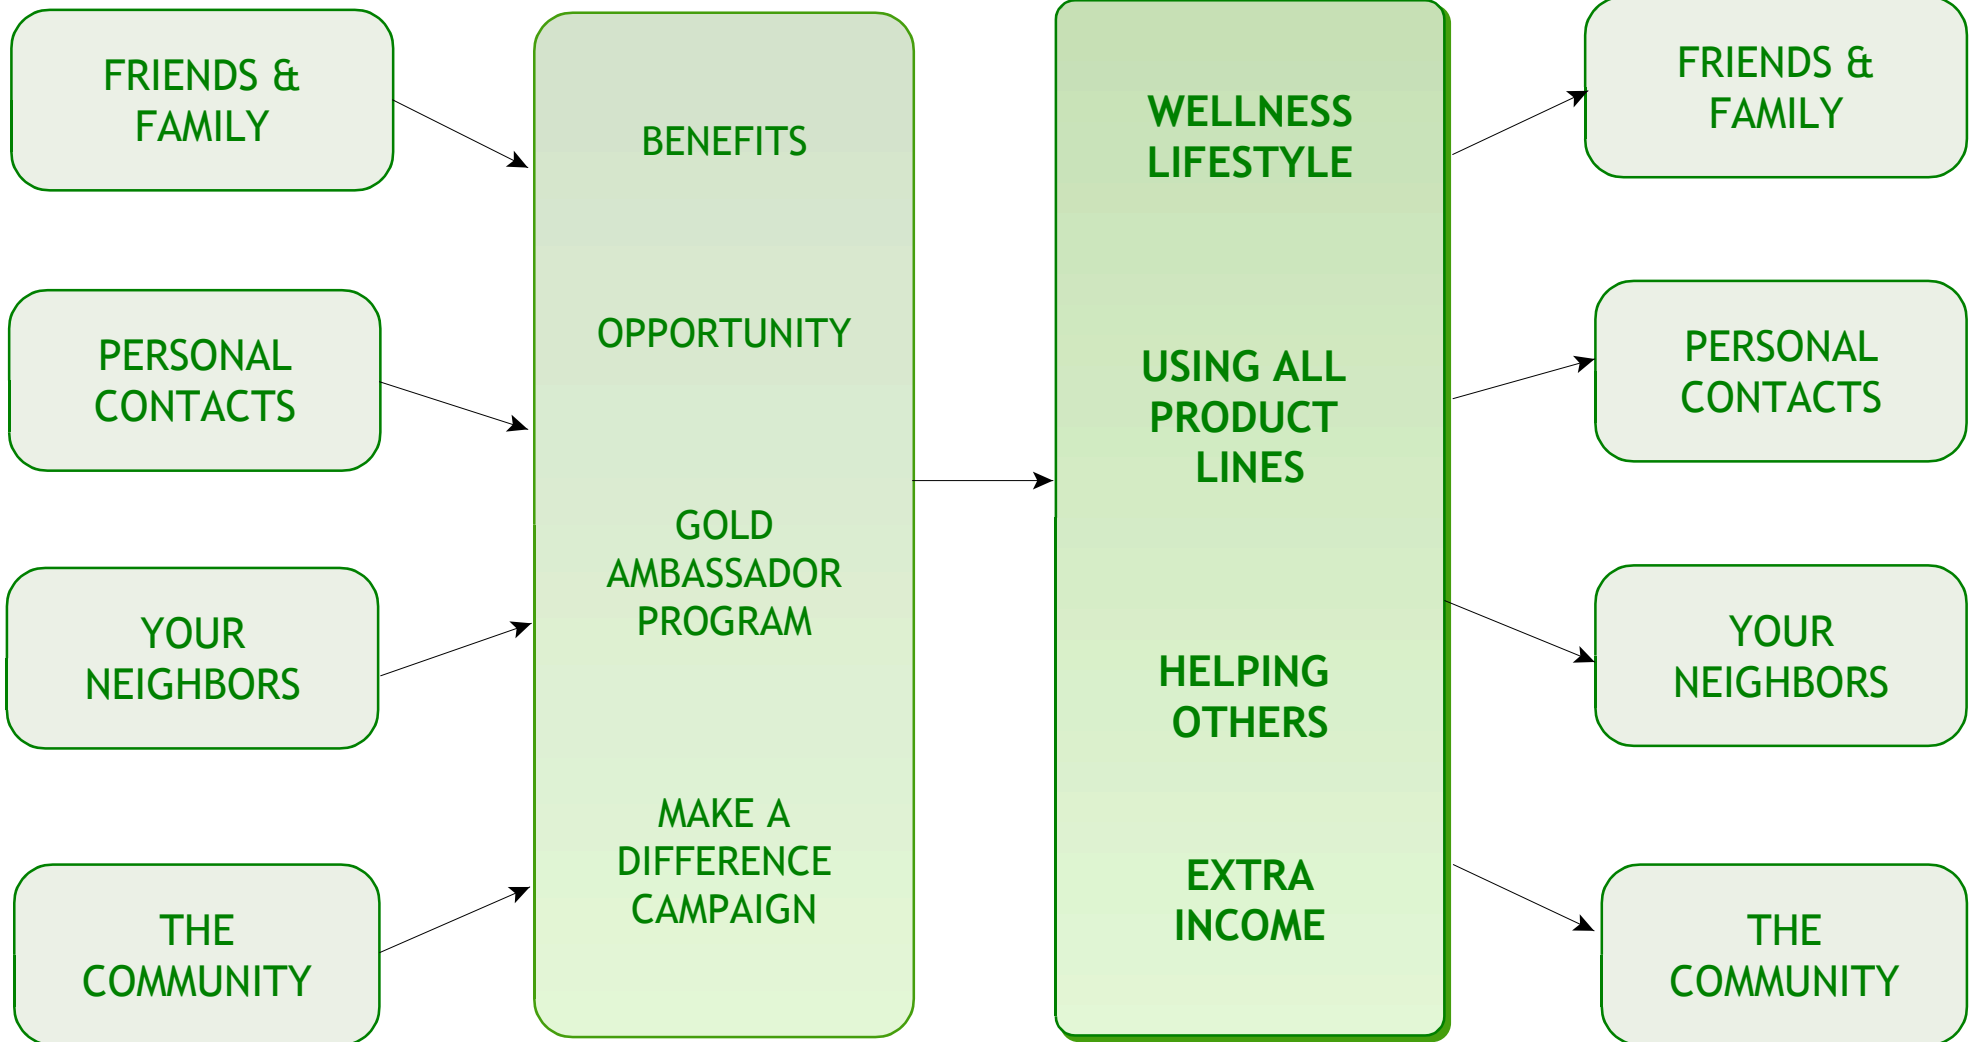 FRIENDS &
FAMILY
PERSONAL
CONTACTS
YOUR
NEIGHBORS
THE
COMMUNITY
BENEFITS
OPPORTUNITY
GOLD
AMBASSADOR
PROGRAM
MAKE A
DIFFERENCE
CAMPAIGN
WELLNESS
LIFESTYLE
USING ALL
PRODUCT
LINES
HELPING
OTHERS
EXTRA
INCOME
FRIENDS &
FAMILY
PERSONAL
CONTACTS
YOUR
NEIGHBORS
THE
COMMUNITY